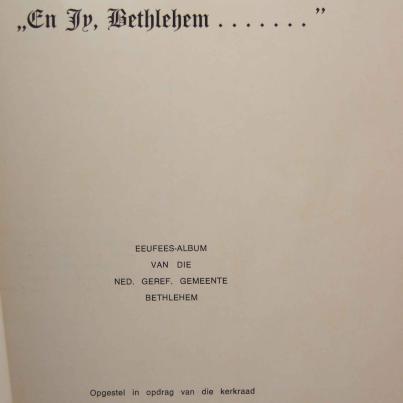 „En Jy, Bethlehem . . . . . . . ”
EEUFEES-ALBUM
VAN DIE
NED. GEREF. GEMEENTE
BETHLEHEM
Opgestel in opdrag van die kerkraad